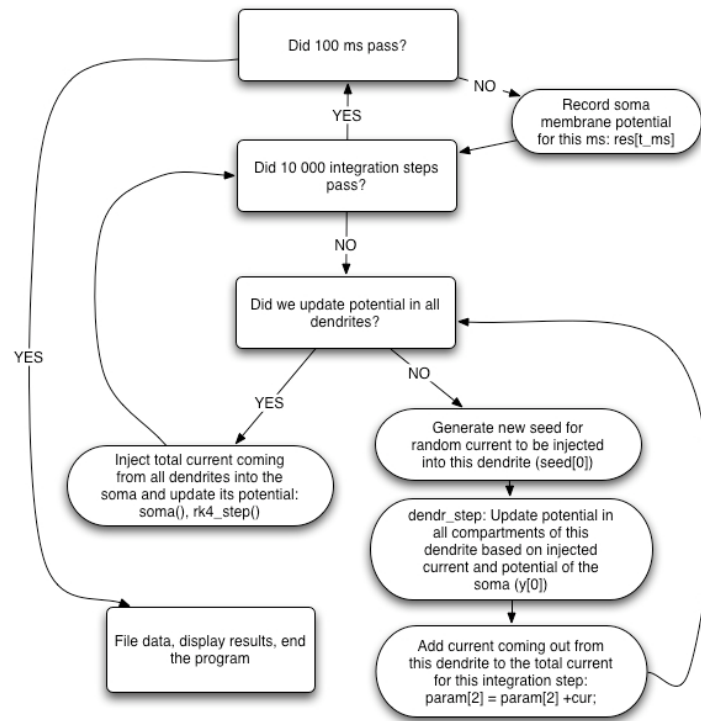 Did 100 ms pass?
NO
Record soma
membrane potential
for this ms: res[t_ms]
YES
Did 10 000 integration steps
pass?
NO
Did we update potential in all
dendrites?
YES
NO
YES
Generate new seed for
random current to be injected
into this dendrite (seed[0])
Inject total current coming
from all dendrites into the
soma and update its potential:
soma(), rk4_step()
dendr_step: Update potential in
all compartments of this
dendrite based on injected
current and potential of the
soma (y[0])
File data, display results, end
the program
Add current coming out from
this dendrite to the total current
for this integration step:
param[2] = param[2] +cur;